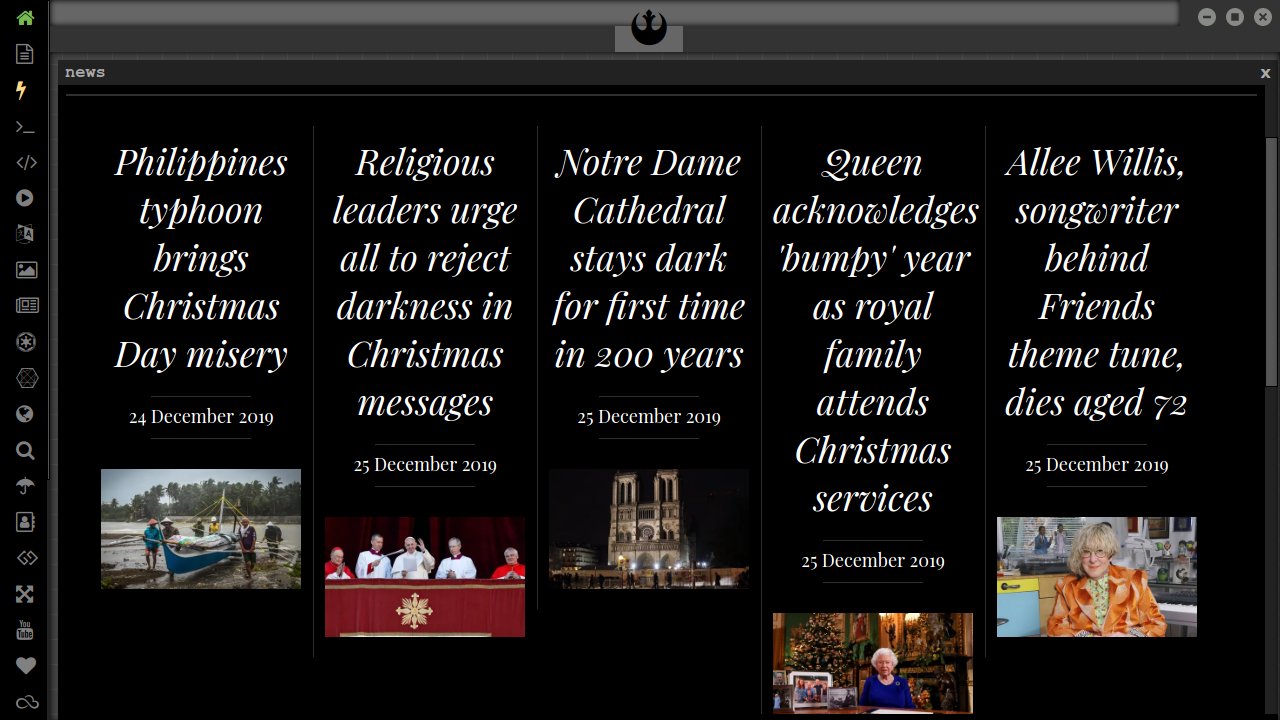 news
x
Philippines
typhoon
brings
Christmas
Day misery
24 December 2019
Religious
leaders urge
all to reject
darkness in
Christmas
messages
25 December 2019
Notre Dame
Cathedral
stays dark
for first time
in 200 years
25 December 2019
Queen
acknowledges
'bumpy' year
as royal
family
attends
Christmas
services
25 December 2019
Allee Willis,
songwriter
behind
Friends
theme tune,
dies aged 72
25 December 2019
You
Tube